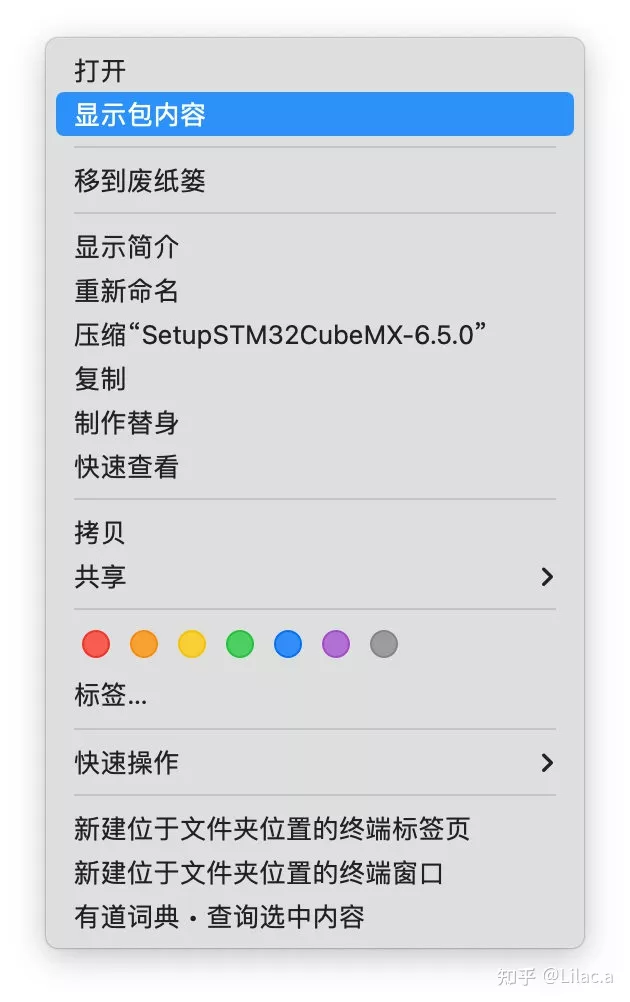 打开
显示包内容
移到废纸篓
显示简介
重新命名
压缩“SetupSTM32CubeMX-6.5.0”
复制
制作替身
快速查看
拷贝
共享
标签...
快速操作
新建位于文件夹位置的终端标签页
新建位于文件夹位置的终端窗口
有道词典・查询选中内容
知乎 @Lilac.a